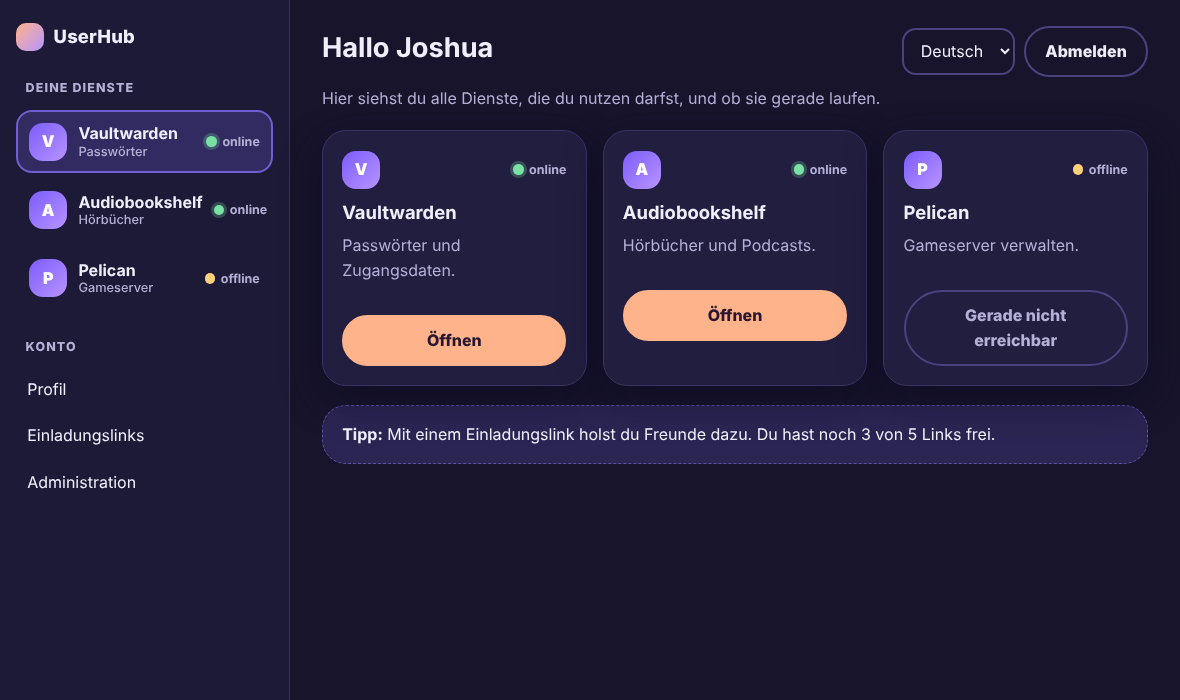 UserHub
DEINE DIENSTE
V
Vaultwarden
Passwörter
online
A
Audiobookshelf
Hörbücher
online
P
Pelican
Gameserver
offline
KONTO
Profil
Einladungslinks
Administration
Hallo Joshua
Deutsch
Abmelden
Hier siehst du alle Dienste, die du nutzen darfst, und ob sie gerade laufen.
V
online
Vaultwarden
Passwörter und
Zugangsdaten.
Öffnen
A
online
Audiobookshelf
Hörbücher und Podcasts.
Öffnen
P
offline
Pelican
Gameserver verwalten.
Gerade nicht
erreichbar
Tipp: Mit einem Einladungslink holst du Freunde dazu. Du hast noch 3 von 5 Links frei.